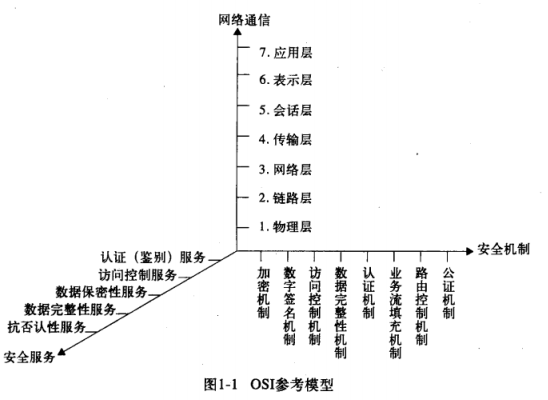 网络通信
7.应用层
6.表示层
5.会话层
4.传输层
3.网络层
2.链路层
1.物理层
安全机制
认证（鉴别）服务
访问控制服务
数据保密性服务
数据完整性服务
抗否认性服务
安全服务
加密机制
数字签名机制
访问控制机制
数据完整性机制
认证机制
业务流填充机制
路由控制机制
公证机制
图1-1 OSI参考模型